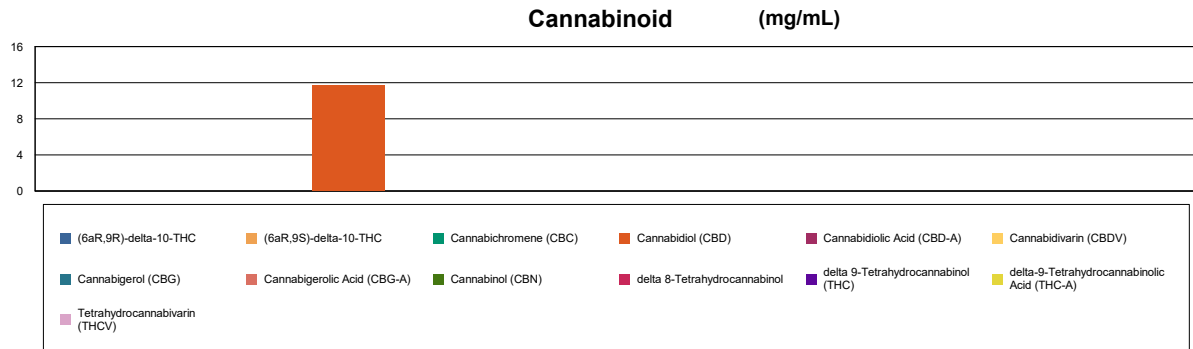 Cannabinoid (mg/mL)
16
12
8
4
0
(6aR,9R)-delta-10-THC (6aR,9S)-delta-10-THC Cannabichromene (CBC) Cannabidiol (CBD) Cannabidiolic Acid (CBD-A) Cannabidivarin (CBDV)
Cannabigerol (CBG) Cannabigerolic Acid (CBG-A) Cannabinol (CBN) delta 8-Tetrahydrocannabinol delta 9-Tetrahydrocannabinol delta-9-Tetrahydrocannabinolic
(THC) Acid (THC-A)
Tetrahydrocannabivarin
(THCV)